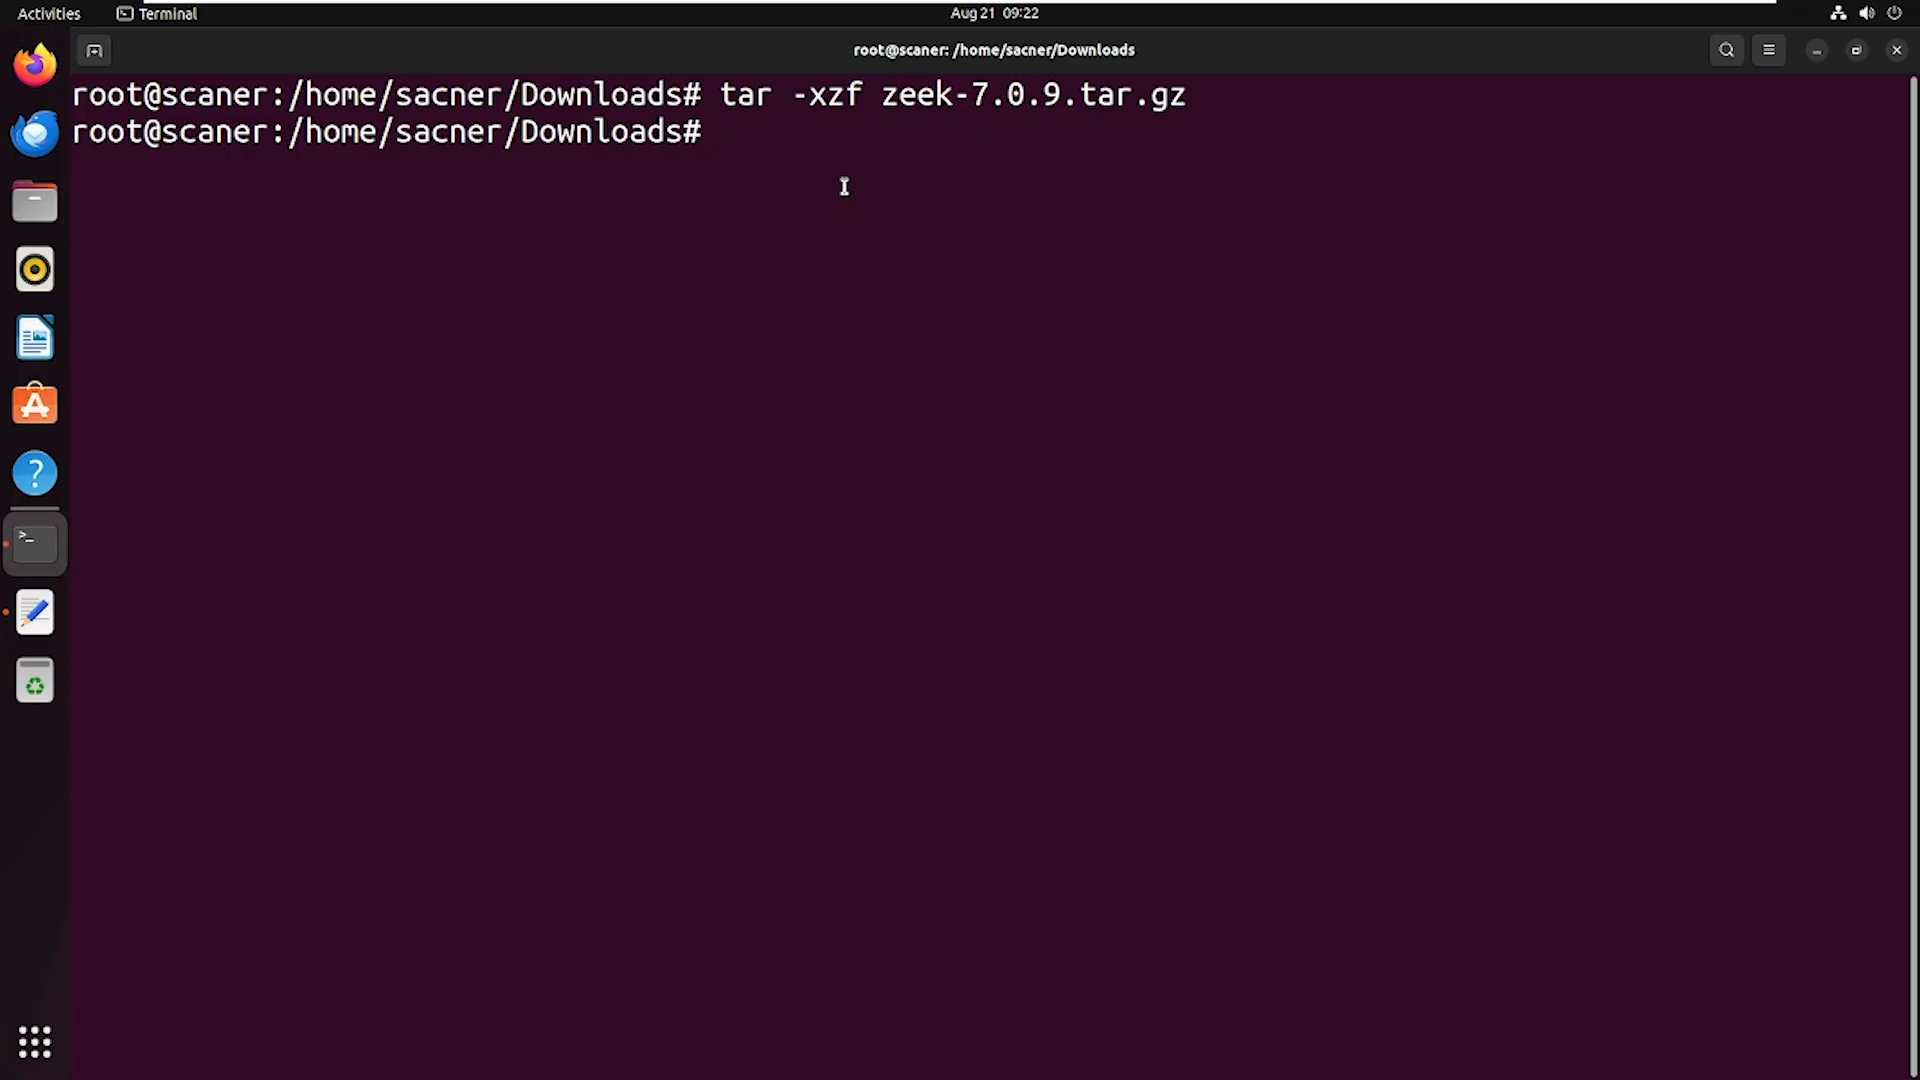 Activities Terminal Aug 21 09:22
root@scaner: /home/sacner/Downloads
root@scaner:/home/sacner/Downloads# tar -xzf zeek-7.0.9.tar.gz
root@scaner:/home/sacner/Downloads#